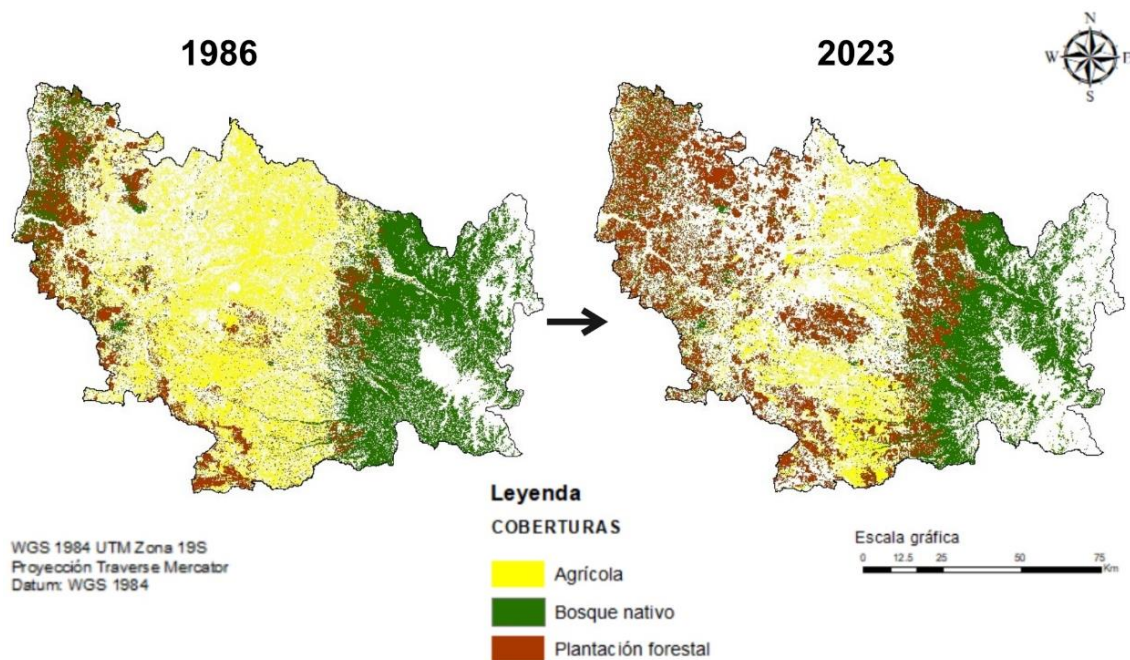 1986
2023
N
W
E
S
Leyenda
COBERTURAS
Agrícola
Bosque nativo
Plantación forestal
WGS 1984 UTM Zona 19S
Proyección Traverse Mercator
Datum: WGS 1984
Escala gráfica
0 12.5 25 50 75
Km